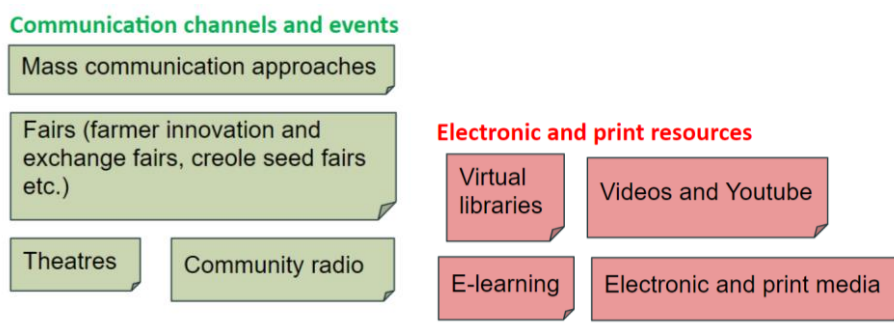 Communication channels and events
Mass communication approaches
Fairs (farmer innovation and
exchange fairs, creole seed fairs
etc.)
Theatres
Community radio
Electronic and print resources
Virtual
libraries
Videos and Youtube
E-learning
Electronic and print media